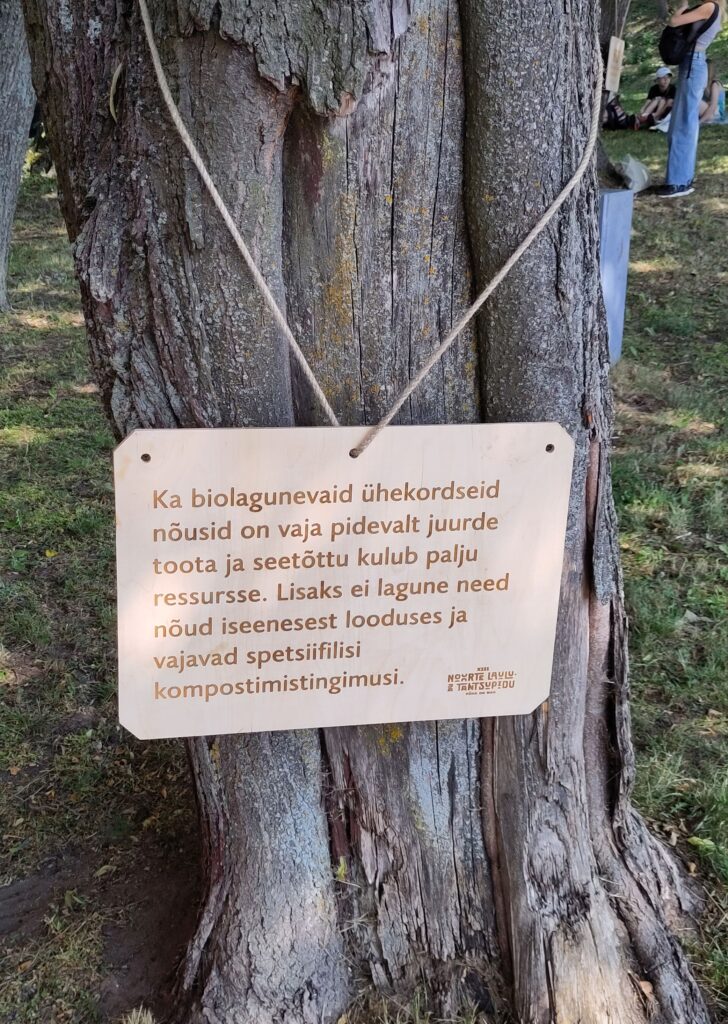 Ka biolagunevaid ühekordseid
nõusid on vaja pidevalt juurde
toota ja seetõttu kulub palju
ressursse. Lisaks ei lagune need
nõud iseenesest looduses ja
vajavad spetsiifilisi
kompostimistingimusi.
XIII
NOORTE LAULU-
& TANTSUPIDU